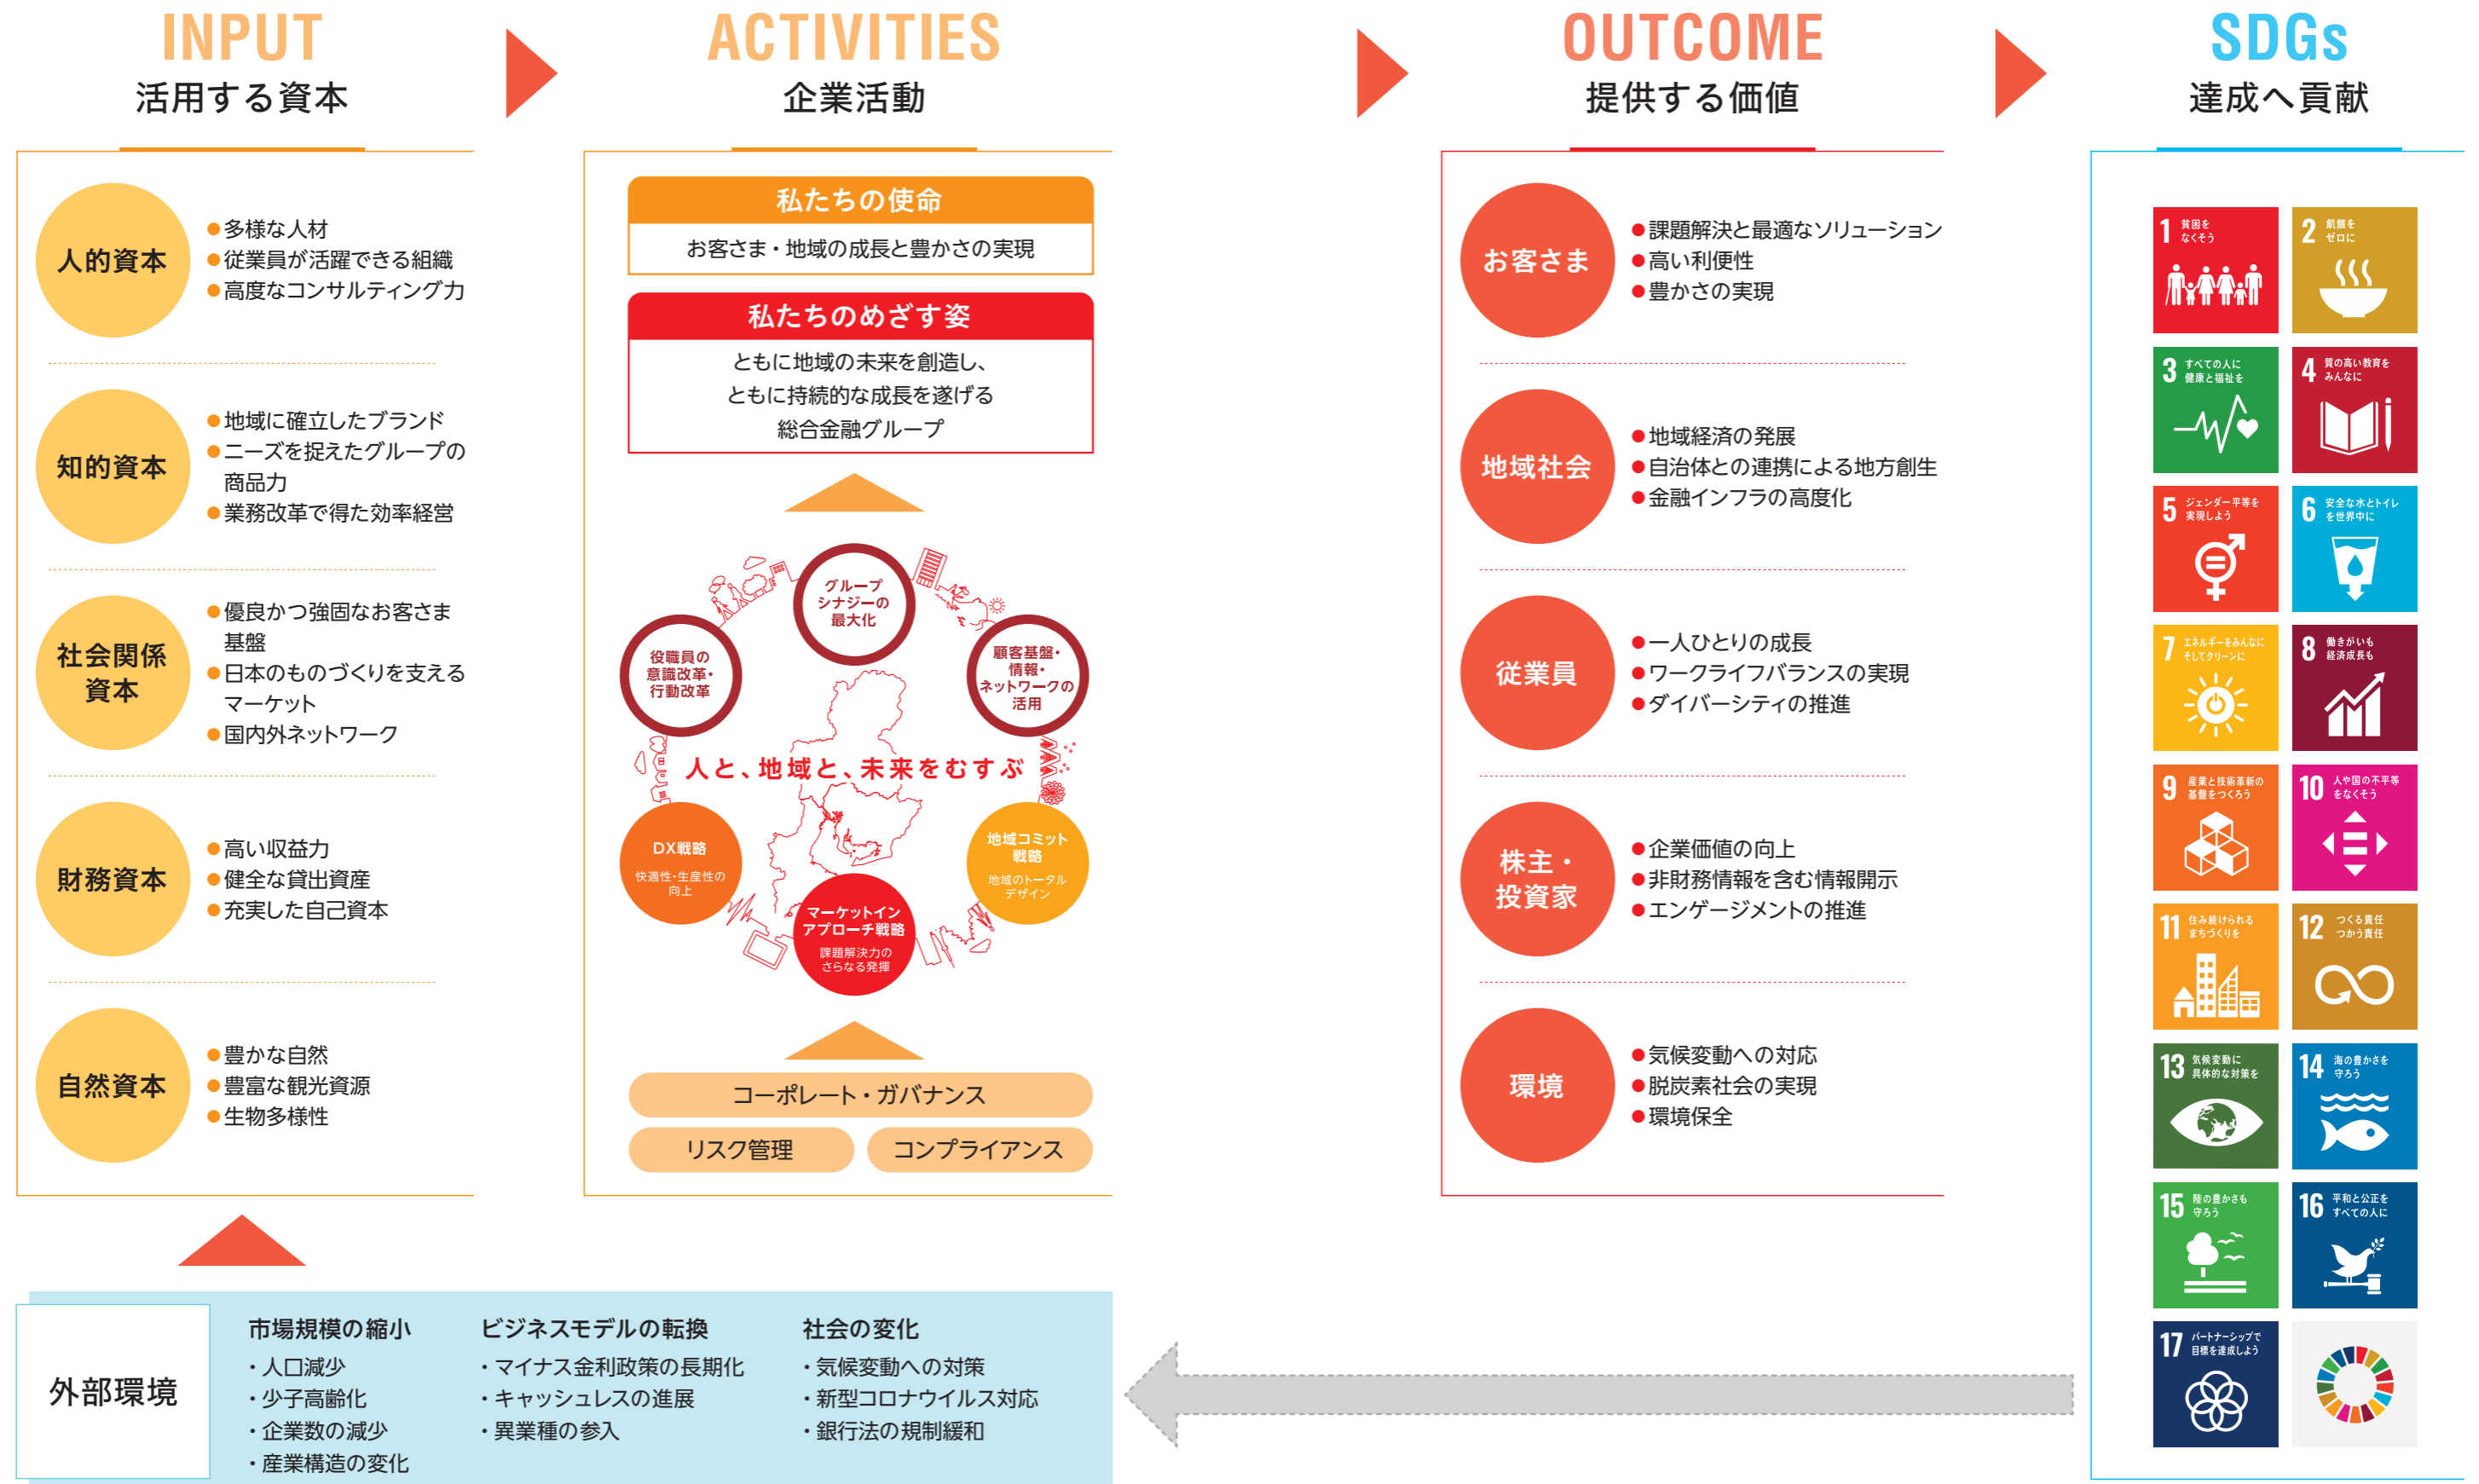 INPUT
活用する資本
人的資本
●多様な人材
●従業員が活躍できる組織
●高度なコンサルティング力
知的資本
●地域に確立したブランド
●ニーズを捉えたグループの
商品力
●業務改革で得た効率経営
社会関係
資本
●優良かつ強固なお客さま
基盤
●日本のものづくりを支える
マーケット
●国内外ネットワーク
財務資本
●高い収益力
●健全な貸出資産
●充実した自己資本
自然資本
●豊かな自然
●豊富な観光資源
●生物多様性
ACTIVITIES
企業活動
私たちの使命
お客さま・地域の成長と豊かさの実現
私たちのめざす姿
ともに地域の未来を創造し、
ともに持続的な成長を遂げる
総合金融グループ
グループ
シナジーの
最大化
役職員の
意識改革・
行動改革
顧客基盤・
情報・
ネットワークの
活用
人と、地域と、未来をむすぶ
DX戦略
快適性・生産性の
向上
地域コミット
戦略
地域のトータル
デザイン
マーケットイン
アプローチ戦略
課題解決力の
さらなる発揮
コーポレート・ガバナンス
リスク管理
コンプライアンス
OUTCOME
提供する価値
お客さま
●課題解決と最適なソリューション
●高い利便性
●豊かさの実現
地域社会
●地域経済の発展
●自治体との連携による地方創生
●金融インフラの高度化
従業員
●一人ひとりの成長
●ワークライフバランスの実現
●ダイバーシティの推進
株主・
投資家
●企業価値の向上
●非財務情報を含む情報開示
●エンゲージメントの推進
環境
●気候変動への対応
●脱炭素社会の実現
●環境保全
SDGs
達成へ貢献
1 貧困を
なくそう
2 飢餓を
ゼロに
3 すべての人に
健康と福祉を
4 質の高い教育を
みんなに
5 ジェンダー平等を
実現しよう
6 安全な水とトイレ
を世界中に
7 エネルギーをみんなに
そしてクリーンに
8 働きがいも
経済成長も
9 産業と技術革新の
基盤をつくろう
10 人や国の不平等
をなくそう
11 住み続けられる
まちづくりを
12 つくる責任
つかう責任
13 気候変動に
具体的な対策を
14 海の豊かさを
守ろう
15 陸の豊かさも
守ろう
16 平和と公正を
すべての人に
17 パートナーシップで
目標を達成しよう
外部環境
市場規模の縮小
・人口減少
・少子高齢化
・企業数の減少
・産業構造の変化
ビジネスモデルの転換
・マイナス金利政策の長期化
・キャッシュレスの進展
・異業種の参入
社会の変化
・気候変動への対策
・新型コロナウイルス対応
・銀行法の規制緩和